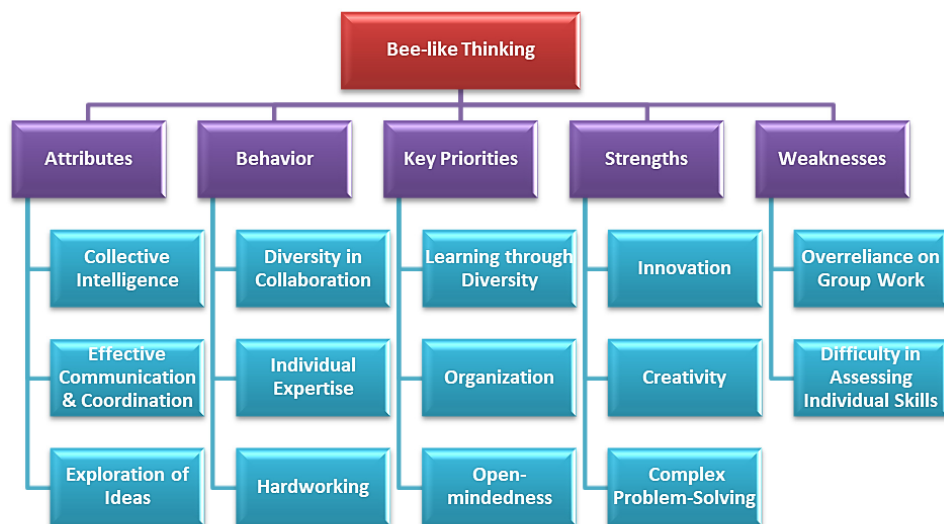 Bee-like Thinking
Attributes
Behavior
Key Priorities
Strengths
Weaknesses
Collective
Intelligence
Effective
Communication
& Coordination
Exploration of
Ideas
Diversity in
Collaboration
Individual
Expertise
Hardworking
Learning through
Diversity
Organization
Open-
mindedness
Innovation
Creativity
Complex
Problem-Solving
Overreliance on
Group Work
Difficulty in
Assessing
Individual Skills